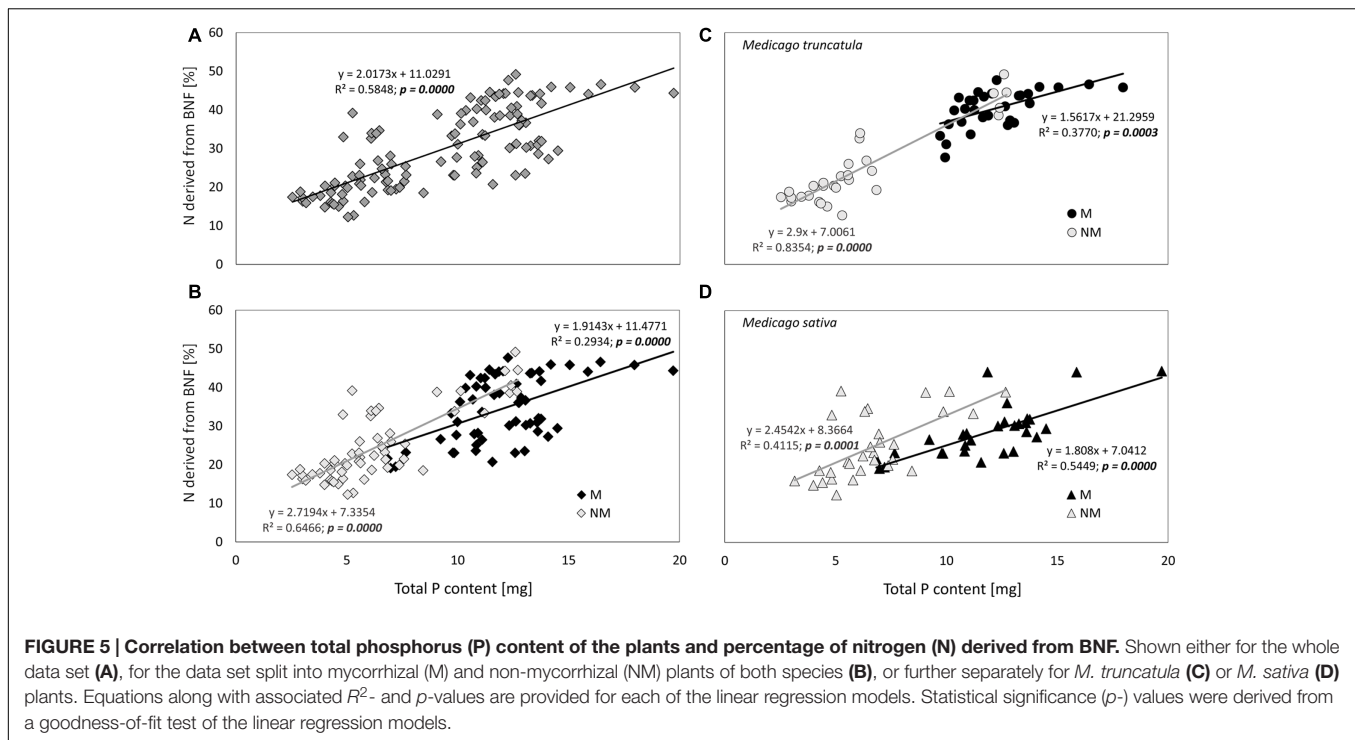 A
60
50
40
30
20
10
0
N derived from BNF [%]
y = 2.0173x + 11.0291
R² = 0.5848; p = 0.0000
C
Medicago truncatula
y = 1.5617x + 21.2959
R² = 0.3770; p = 0.0003
M
NM
y = 2.9x + 7.0061
R² = 0.8354; p = 0.0000
B
60
50
40
30
20
10
0
N derived from BNF [%]
y = 1.9143x + 11.4771
R² = 0.2934; p = 0.0000
M
NM
y = 2.7194x + 7.3354
R² = 0.6466; p = 0.0000
0 5 10 15 20
Total P content [mg]
D
Medicago sativa
y = 2.4542x + 8.3664
R² = 0.4115; p = 0.0001
y = 1.808x + 7.0412
R² = 0.5449; p = 0.0000
M
NM
0 5 10 15 20
Total P content [mg]
FIGURE 5 | Correlation between total phosphorus (P) content of the plants and percentage of nitrogen (N) derived from BNF. Shown either for the whole
data set (A), for the data set split into mycorrhizal (M) and non-mycorrhizal (NM) plants of both species (B), or further separately for M. truncatula (C) or M. sativa (D)
plants. Equations along with associated R²- and p-values are provided for each of the linear regression models. Statistical significance (p-) values were derived from
a goodness-of-fit test of the linear regression models.